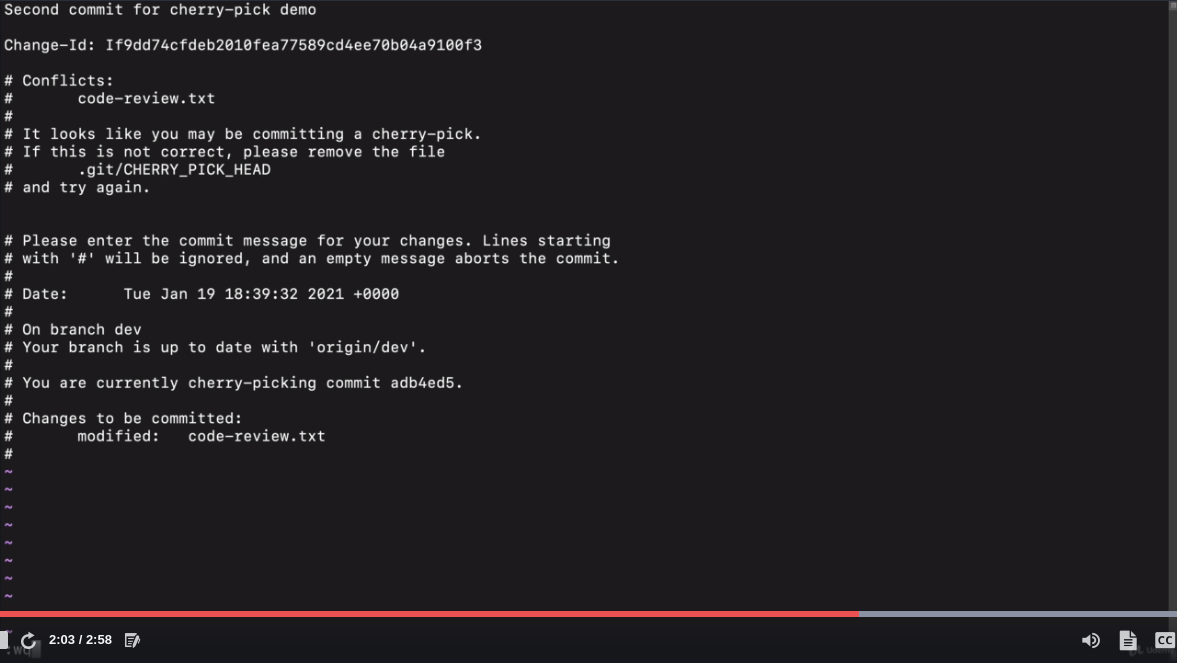 Second commit for cherry-pick demo
Change-Id: If9dd74cfdeb2010fea77589cd4ee70b04a9100f3
# Conflicts:
#       code-review.txt
#
# It looks like you may be committing a cherry-pick.
# If this is not correct, please remove the file
#       .git/CHERRY_PICK_HEAD
# and try again.
# Please enter the commit message for your changes. Lines starting
# with '#' will be ignored, and an empty message aborts the commit.
#
# Date:      Tue Jan 19 18:39:32 2021 +0000
#
# On branch dev
# Your branch is up to date with 'origin/dev'.
#
# You are currently cherry-picking commit adb4ed5.
#
# Changes to be committed:
#       modified:   code-review.txt
#
~
~
~
~
~
~
~
~
~
2:03 / 2:58
CC
:wq